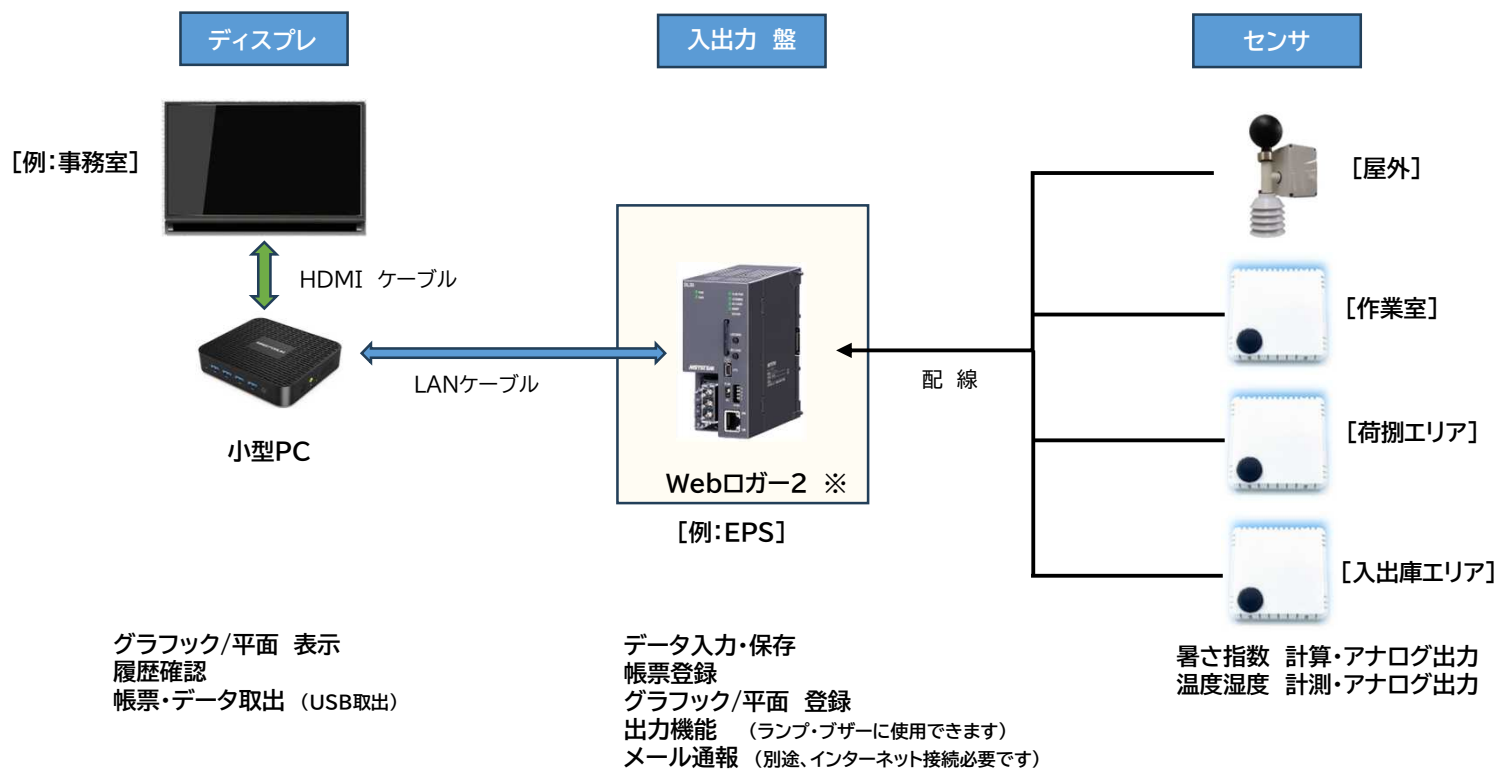 ディスプレ
入出力 盤
センサ
[例:事務室]
[屋外]
HDMI ケーブル
[作業室]
LANケーブル
配 線
小型PC
[荷捌エリア]
Webロガー2 ※
[例:EPS]
[入出庫エリア]
グラフック/平面 表示
履歴確認
帳票・データ取出 (USB取出)
データ入力・保存
帳票登録
グラフック/平面 登録
出力機能 (ランプ・ブザーに使用できます)
メール通報 (別途、インターネット接続必要です)
暑さ指数 計算・アナログ出力
温度湿度 計測・アナログ出力